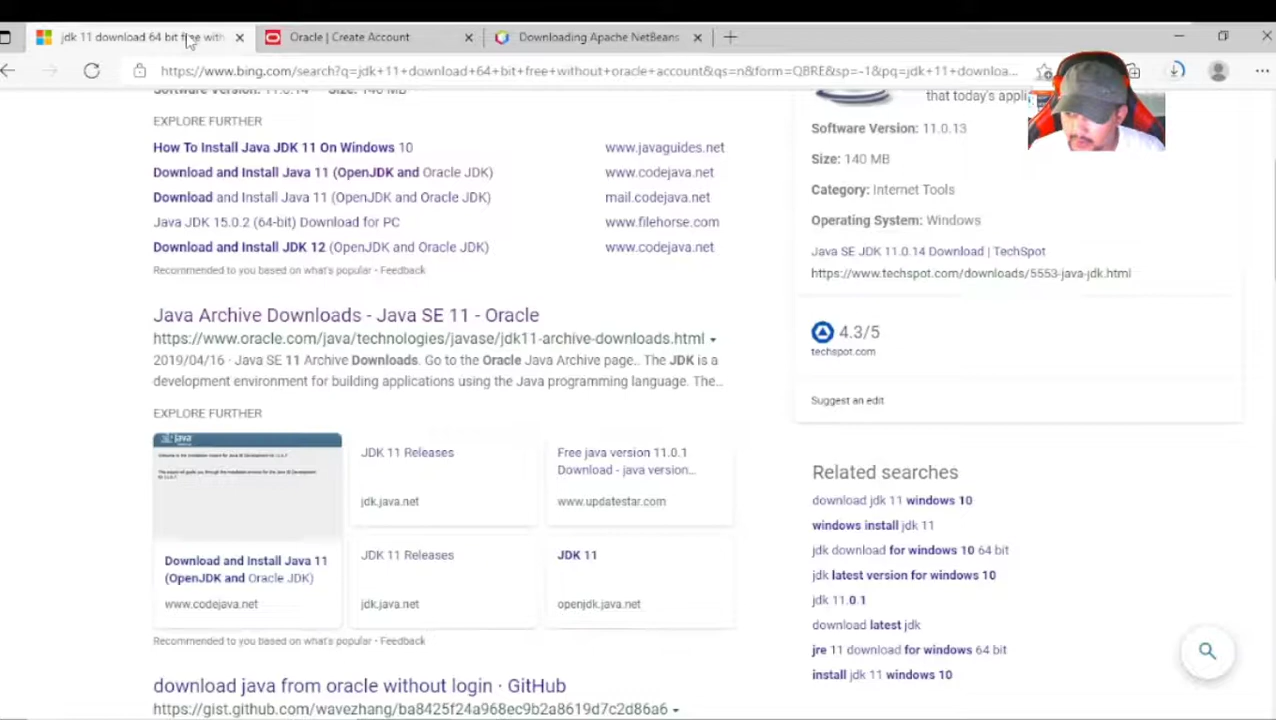 jdk 11 download 64 bit free with
Oracle | Create Account
Downloading Apache NetBeans
https://www.bing.com/search?q=jdk+11+download+64+bit+free+without+oracle+account&qs=n&form=QBRE&sp=-1&pq=jdk+11+downloa...
Software Version: 11.0.14 Size: 140 MB
EXPLORE FURTHER
How To Install Java JDK 11 On Windows 10 www.javaguides.net
Download and Install Java 11 (OpenJDK and Oracle JDK) www.codejava.net
Download and Install Java 11 (OpenJDK and Oracle JDK) mail.codejava.net
Java JDK 15.0.2 (64-bit) Download for PC www.filehorse.com
Download and Install JDK 12 (OpenJDK and Oracle JDK) www.codejava.net
Recommended to you based on what's popular • Feedback
Java Archive Downloads - Java SE 11 - Oracle
https://www.oracle.com/java/technologies/javase/jdk11-archive-downloads.html
2019/04/16 · Java SE 11 Archive Downloads. Go to the Oracle Java Archive page.. The JDK is a
development environment for building applications using the Java programming language. The...
EXPLORE FURTHER
Java
Download and Install Java 11
(OpenJDK and Oracle JDK)
www.codejava.net
JDK 11 Releases
jdk.java.net
Free java version 11.0.1
Download - java version...
www.updatestar.com
JDK 11 Releases
jdk.java.net
JDK 11
openjdk.java.net
Recommended to you based on what's popular • Feedback
download java from oracle without login · GitHub
https://gist.github.com/wavezhang/ba8425f24a968ec9b2a8619d7c2d86a6
that today's appli
Software Version: 11.0.13
Size: 140 MB
Category: Internet Tools
Operating System: Windows
Java SE JDK 11.0.14 Download | TechSpot
https://www.techspot.com/downloads/5553-java-jdk.html
4.3/5
techspot.com
Suggest an edit
Related searches
download jdk 11 windows 10
windows install jdk 11
jdk download for windows 10 64 bit
jdk latest version for windows 10
jdk 11.0.1
download latest jdk
jre 11 download for windows 64 bit
install jdk 11 windows 10